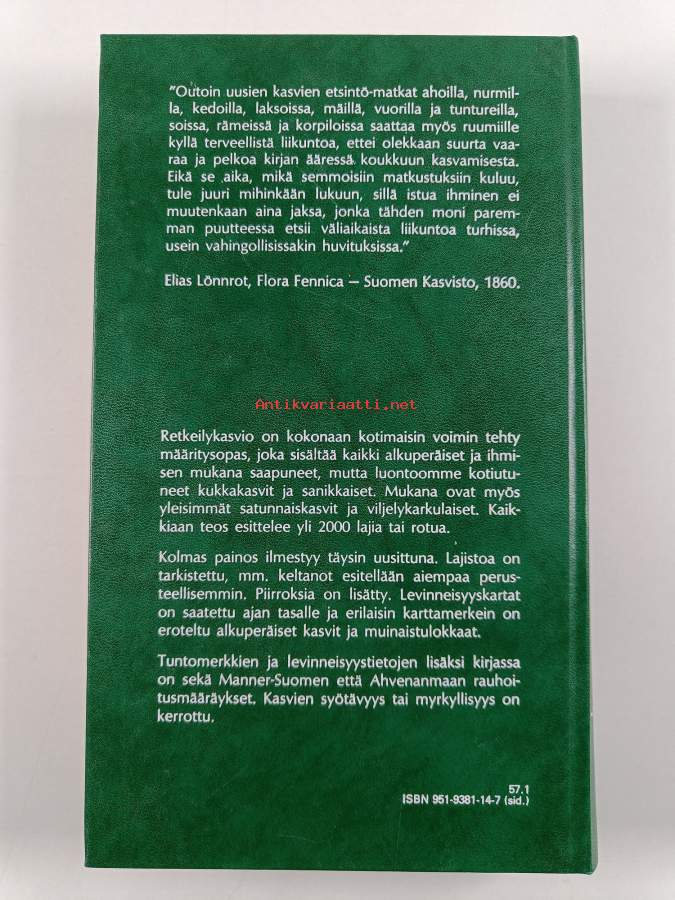 "Outoin uusien kasvien etsintö-matkat ahoilla, nurmil-
la, kedoilla, laksoissa, mäillä, vuorilla ja tuntureilla,
soissa, rämeissä ja korpiloissa saattaa myös ruumiille
kyllä terveellistä liikuntoa, ettei olekkaan suurta vaa-
raa ja pelkoa kirjan ääressä koukkuun kasvamisesta.
Eikä se aika, mikä semmoisiin matkustuksiin kuluu,
tule juuri mihinkään lukuun, sillä istua ihminen ei
muutenkaan aina jaksa, jonka tähden moni parem-
man puutteessa etsii väliaikaista liikuntoa turhissa,
usein vahingollisissakin huvituksissa."
Elias Lönnrot, Flora Fennica – Suomen Kasvisto, 1860.
Antikvariaatti.net
Retkeilykasvio on kokonaan kotimaisin voimin tehty
määritysopas, joka sisältää kaikki alkuperäiset ja ihmi-
sen mukana saapuneet, mutta luontoomme kotiutu-
neet kukkakasvit ja sanikkaiset. Mukana ovat myös
yleisimmät satunnaiskasvit ja viljelykarkulaiset. Kaik-
kiaan teos esittelee yli 2000 lajia tai rotua.
Kolmas painos ilmestyy täysin uusittuna. Lajistoa on
tarkistettu, mm. keltanot esitellään aiempaa perus-
teellisemmin. Piirroksia on lisätty. Levinneisyyskartat
on saatettu ajan tasalle ja erilaisin karttamerkein on
eroteltu alkuperäiset kasvit ja muinaistulokkaat.
Tuntomerkkien ja levinneisyystietojen lisäksi kirjassa
on sekä Manner-Suomen että Ahvenanmaan rauhoi-
tusmääräykset. Kasvien syötävyys tai myrkyllisyys on
kerrottu.
57.1
ISBN 951-9381-14-7 (sid.)